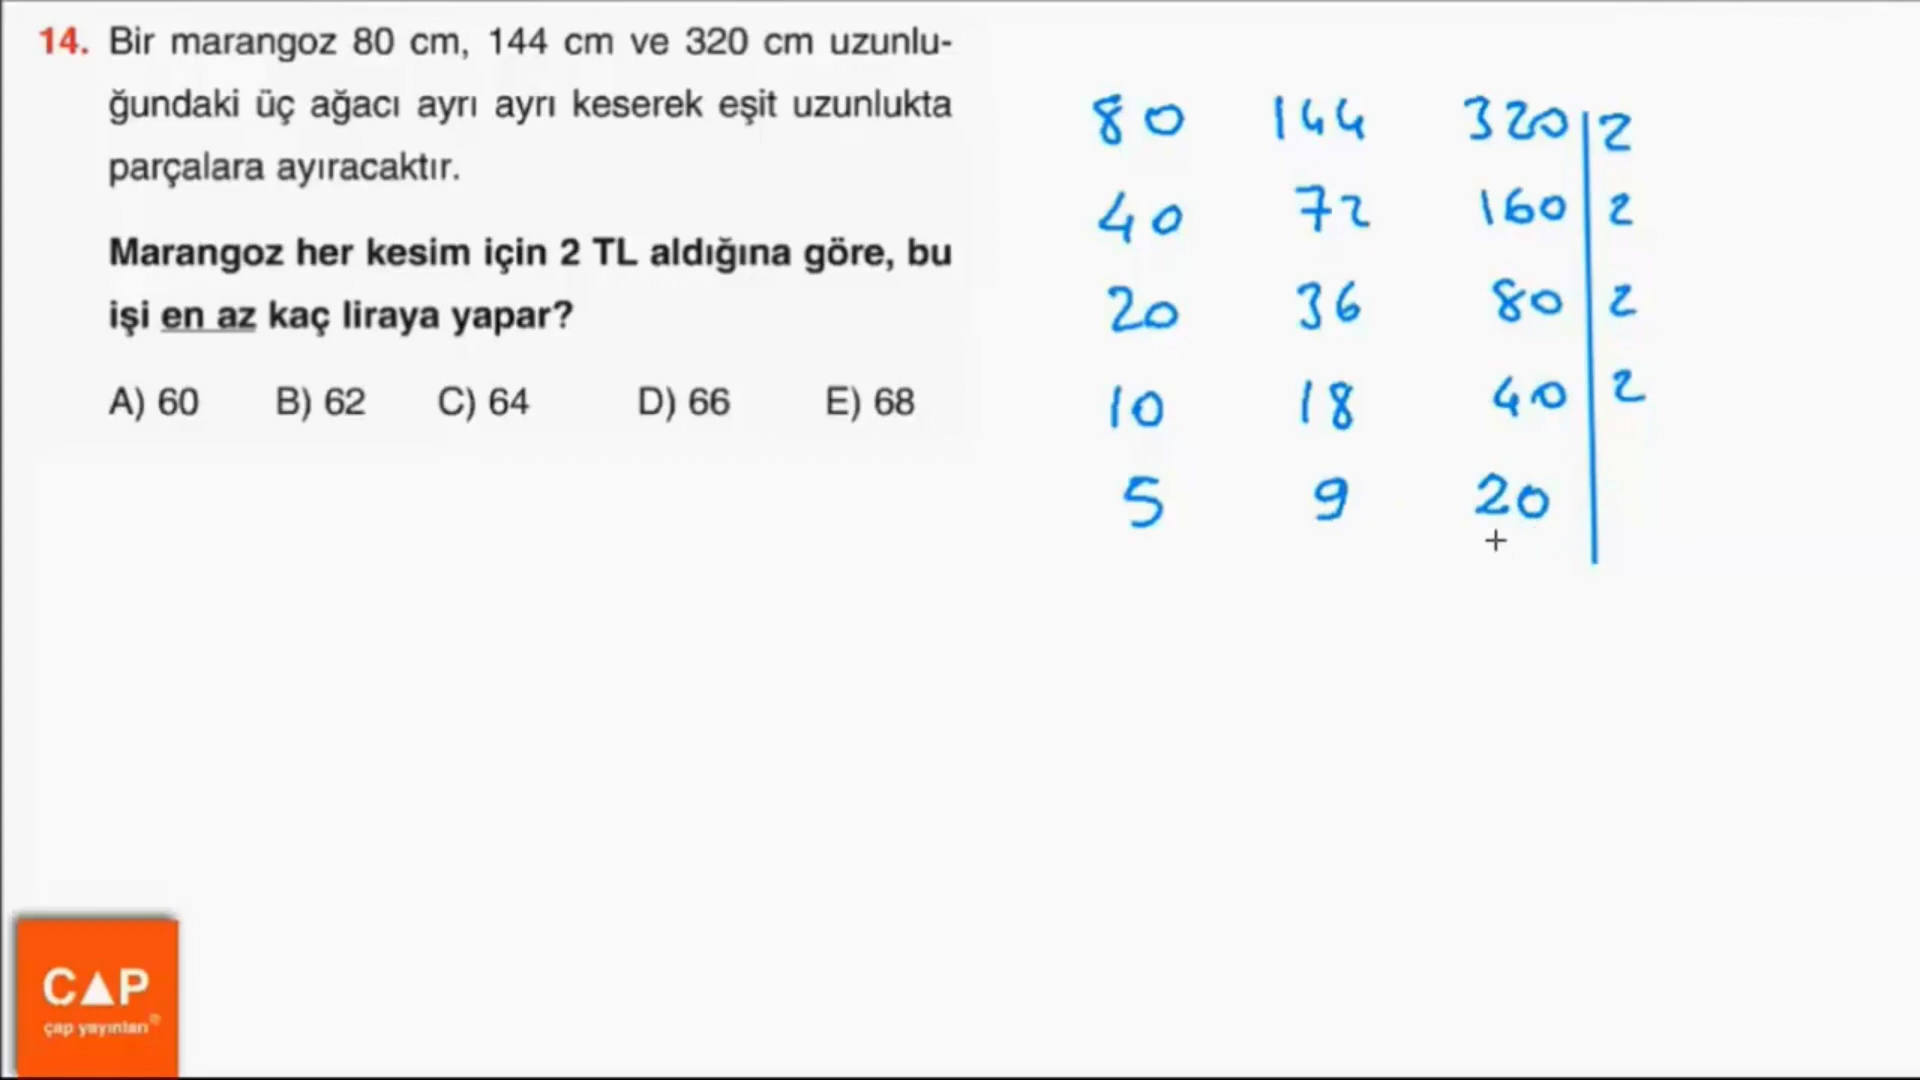 14. Bir marangoz 80 cm, 144 cm ve 320 cm uzunlu-
ğundaki üç ağacı ayrı ayrı keserek eşit uzunlukta
parçalara ayıracaktır.
Marangoz her kesim için 2 TL aldığına göre, bu
işi en az kaç liraya yapar?
A) 60 B) 62 C) 64 D) 66 E) 68
80 144 320 2
40 72 160 2
20 36 80 2
10 18 40 2
5 9 20
CAP
çap yayınları